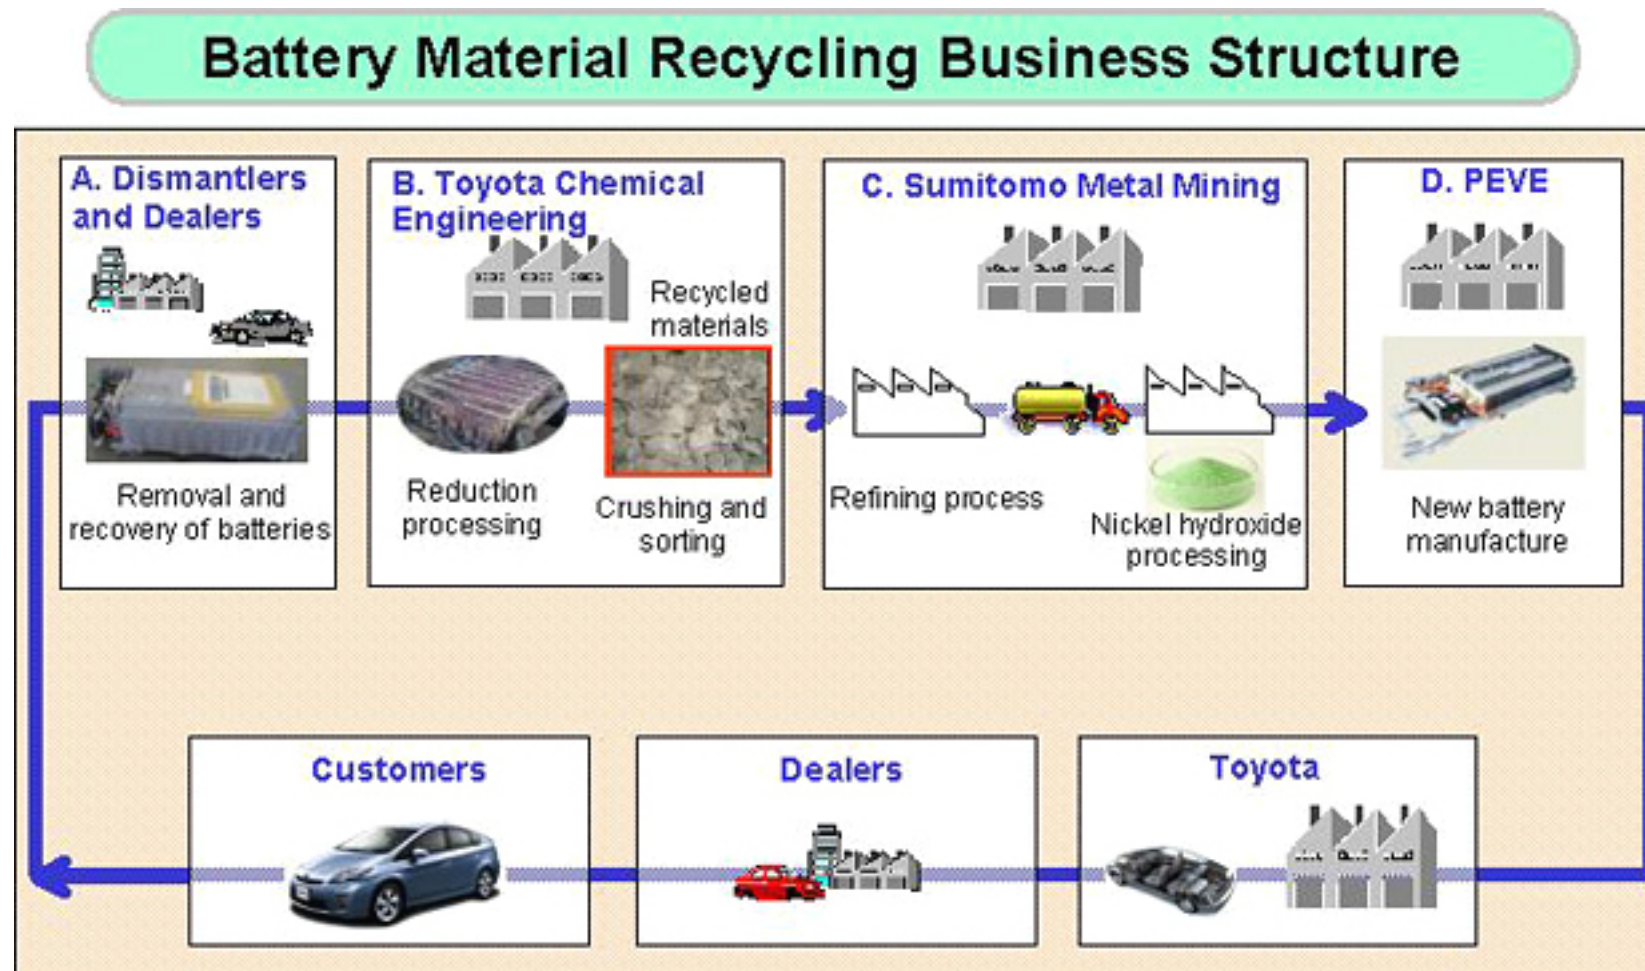 Battery Material Recycling Business Structure
A. Dismantlers
and Dealers
Removal and
recovery of batteries
B. Toyota Chemical
Engineering
Recycled
materials
Reduction
processing
Crushing and
sorting
C. Sumitomo Metal Mining
Refining process
Nickel hydroxide
processing
D. PEVE
New battery
manufacture
Customers
Dealers
Toyota